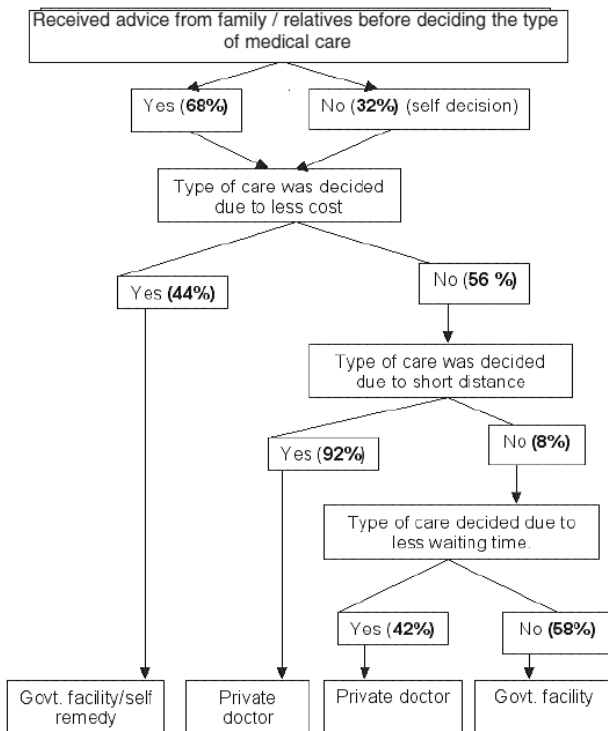 Received advice from family / relatives before deciding the type
of medical care
Yes (68%)
No (32%) (self decision)
Type of care was decided
due to less cost
Yes (44%)
No (56 %)
Type of care was decided
due to short distance
Yes (92%)
No (8%)
Type of care decided due to
less waiting time.
Yes (42%)
No (58%)
Govt. facility/self
remedy
Private
doctor
Private doctor
Govt. facility